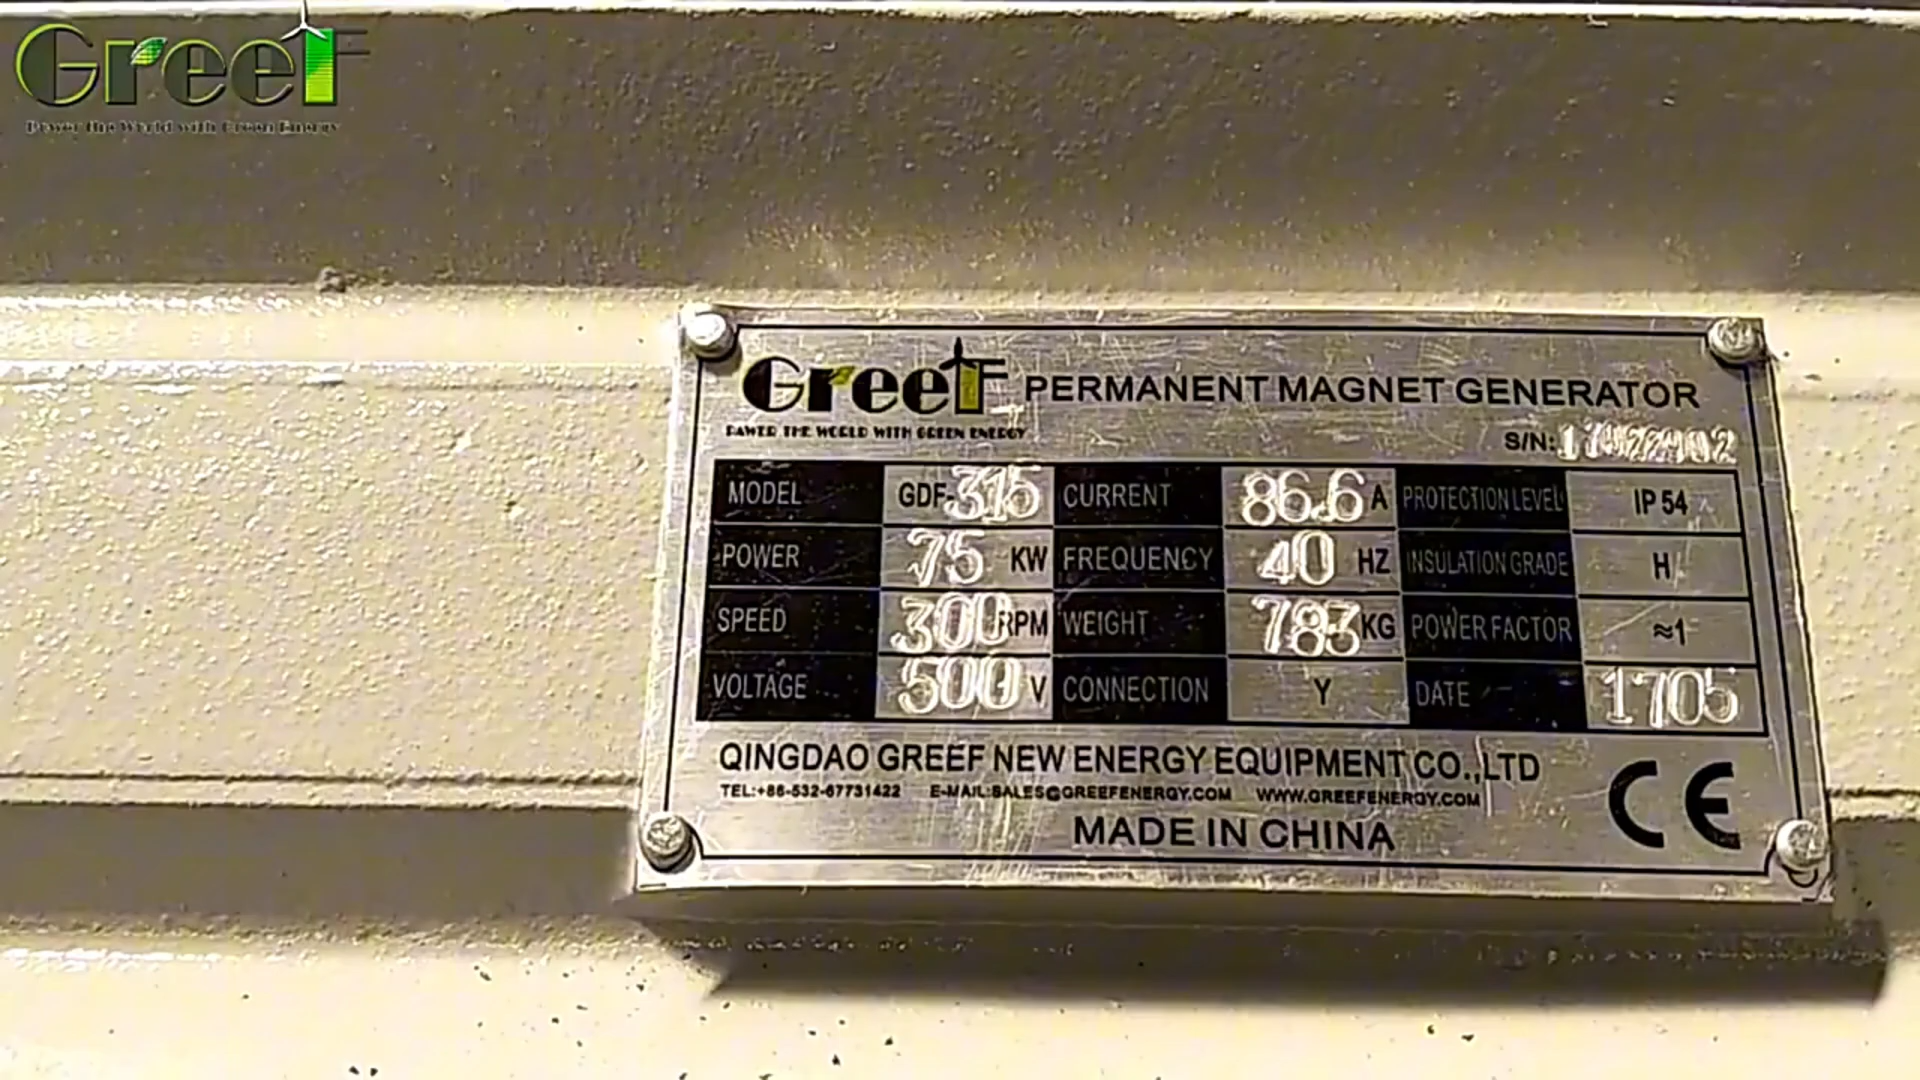 Greef
Power the World with Green Energy
Greef PERMANENT MAGNET GENERATOR
PAWER THE WORLD WITH GREEN ENERGY
S/N:
MODEL GDF-315 CURRENT 86.6 A PROTECTION LEVEL IP 54
POWER 75 KW FREQUENCY 40 HZ INSULATION GRADE H
SPEED 300 RPM WEIGHT 783 KG POWER FACTOR ≈1
VOLTAGE 500 V CONNECTION Y DATE 1705
QINGDAO GREEF NEW ENERGY EQUIPMENT CO.,LTD
TEL:+86-532-67731422 E-MAIL:SALES@GREEFENERGY.COM WWW.GREEFENERGY.COM
MADE IN CHINA
CE